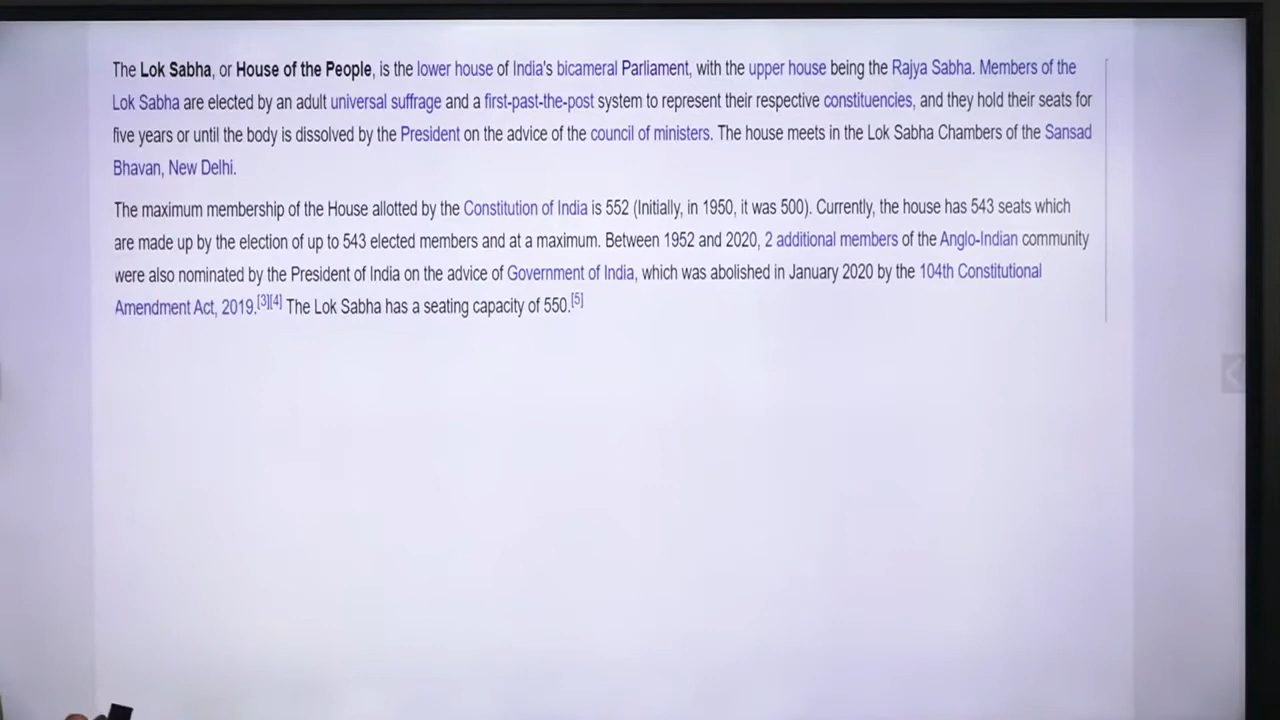 The Lok Sabha, or House of the People, is the lower house of India's bicameral Parliament, with the upper house being the Rajya Sabha. Members of the
Lok Sabha are elected by an adult universal suffrage and a first-past-the-post system to represent their respective constituencies, and they hold their seats for
five years or until the body is dissolved by the President on the advice of the council of ministers. The house meets in the Lok Sabha Chambers of the Sansad
Bhavan, New Delhi.
The maximum membership of the House allotted by the Constitution of India is 552 (Initially, in 1950, it was 500). Currently, the house has 543 seats which
are made up by the election of up to 543 elected members and at a maximum. Between 1952 and 2020, 2 additional members of the Anglo-Indian community
were also nominated by the President of India on the advice of Government of India, which was abolished in January 2020 by the 104th Constitutional
Amendment Act, 2019.[3][4] The Lok Sabha has a seating capacity of 550.[5]